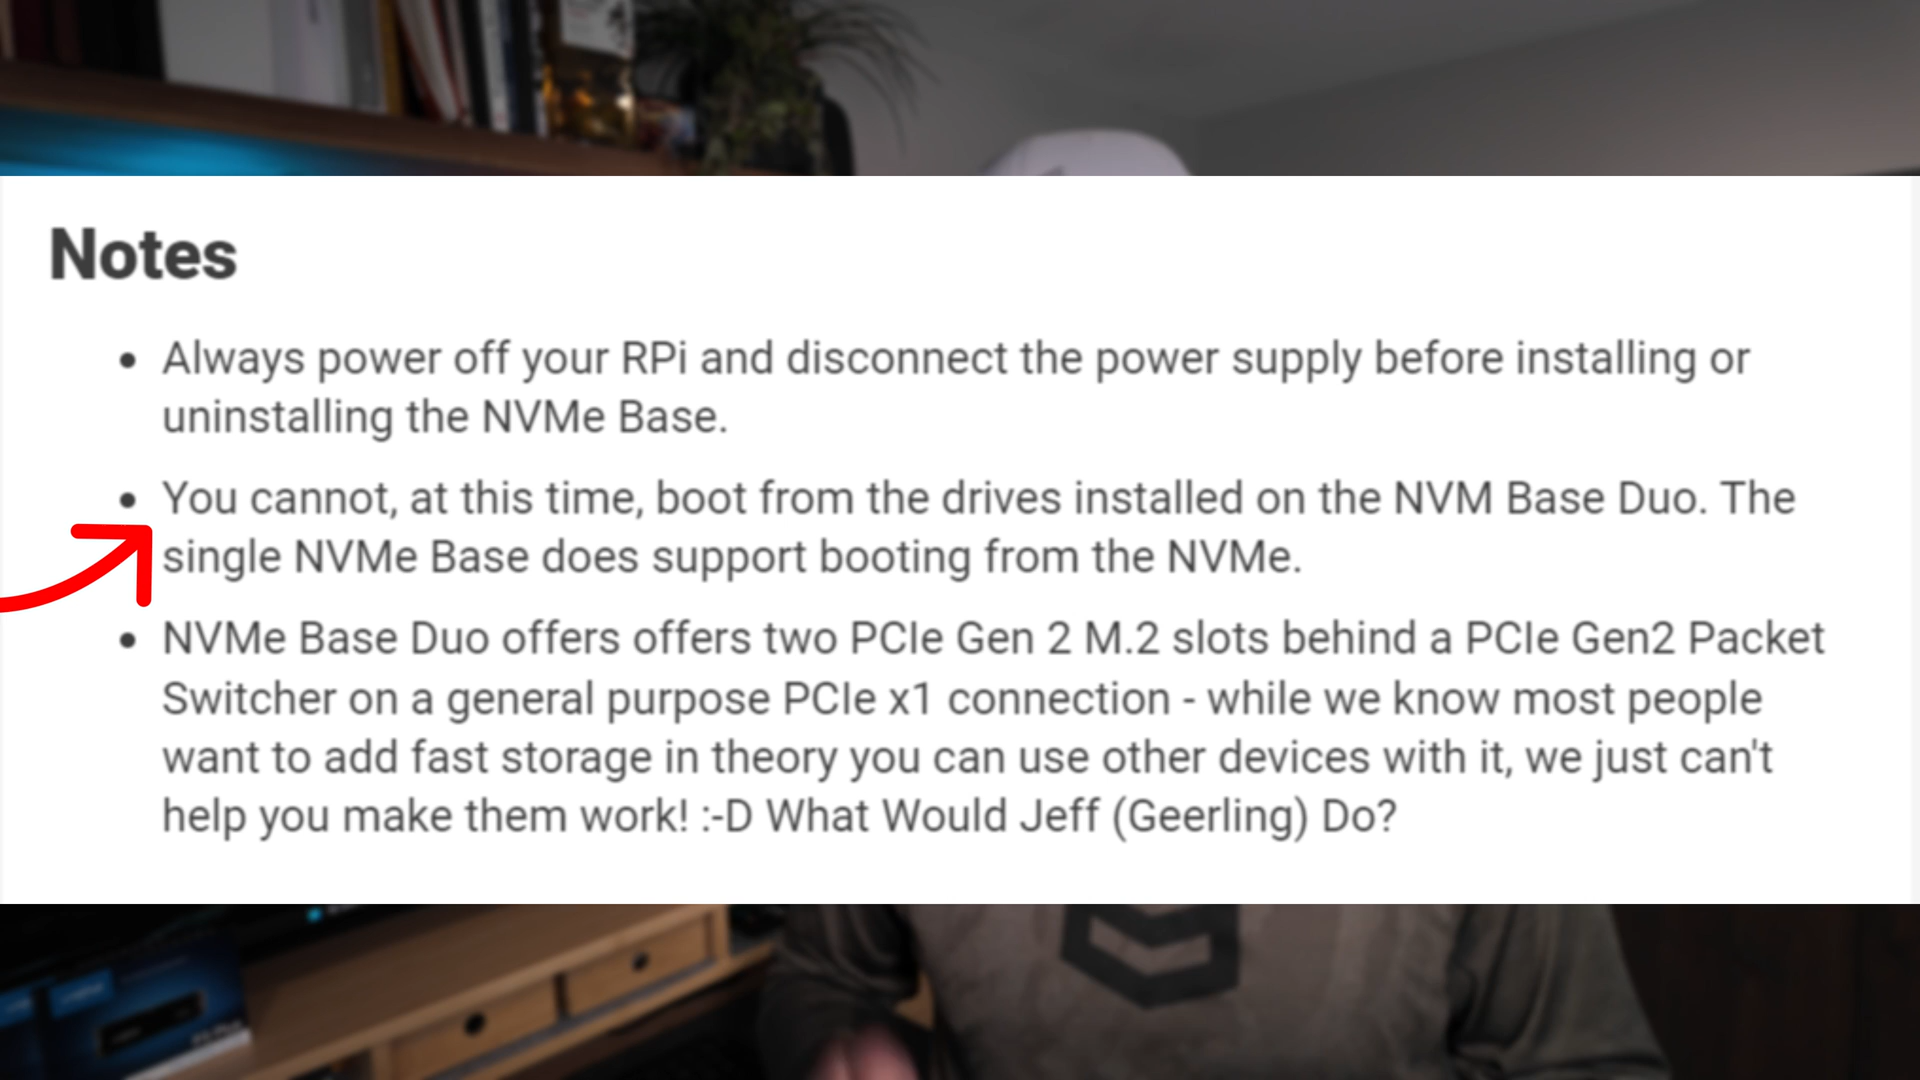 Notes
Always power off your RPi and disconnect the power supply before installing or
uninstalling the NVMe Base.
You cannot, at this time, boot from the drives installed on the NVM Base Duo. The
single NVMe Base does support booting from the NVMe.
NVMe Base Duo offers offers two PCIe Gen 2 M.2 slots behind a PCIe Gen2 Packet
Switcher on a general purpose PCIe x1 connection - while we know most people
want to add fast storage in theory you can use other devices with it, we just can't
help you make them work! :-D What Would Jeff (Geerling) Do?